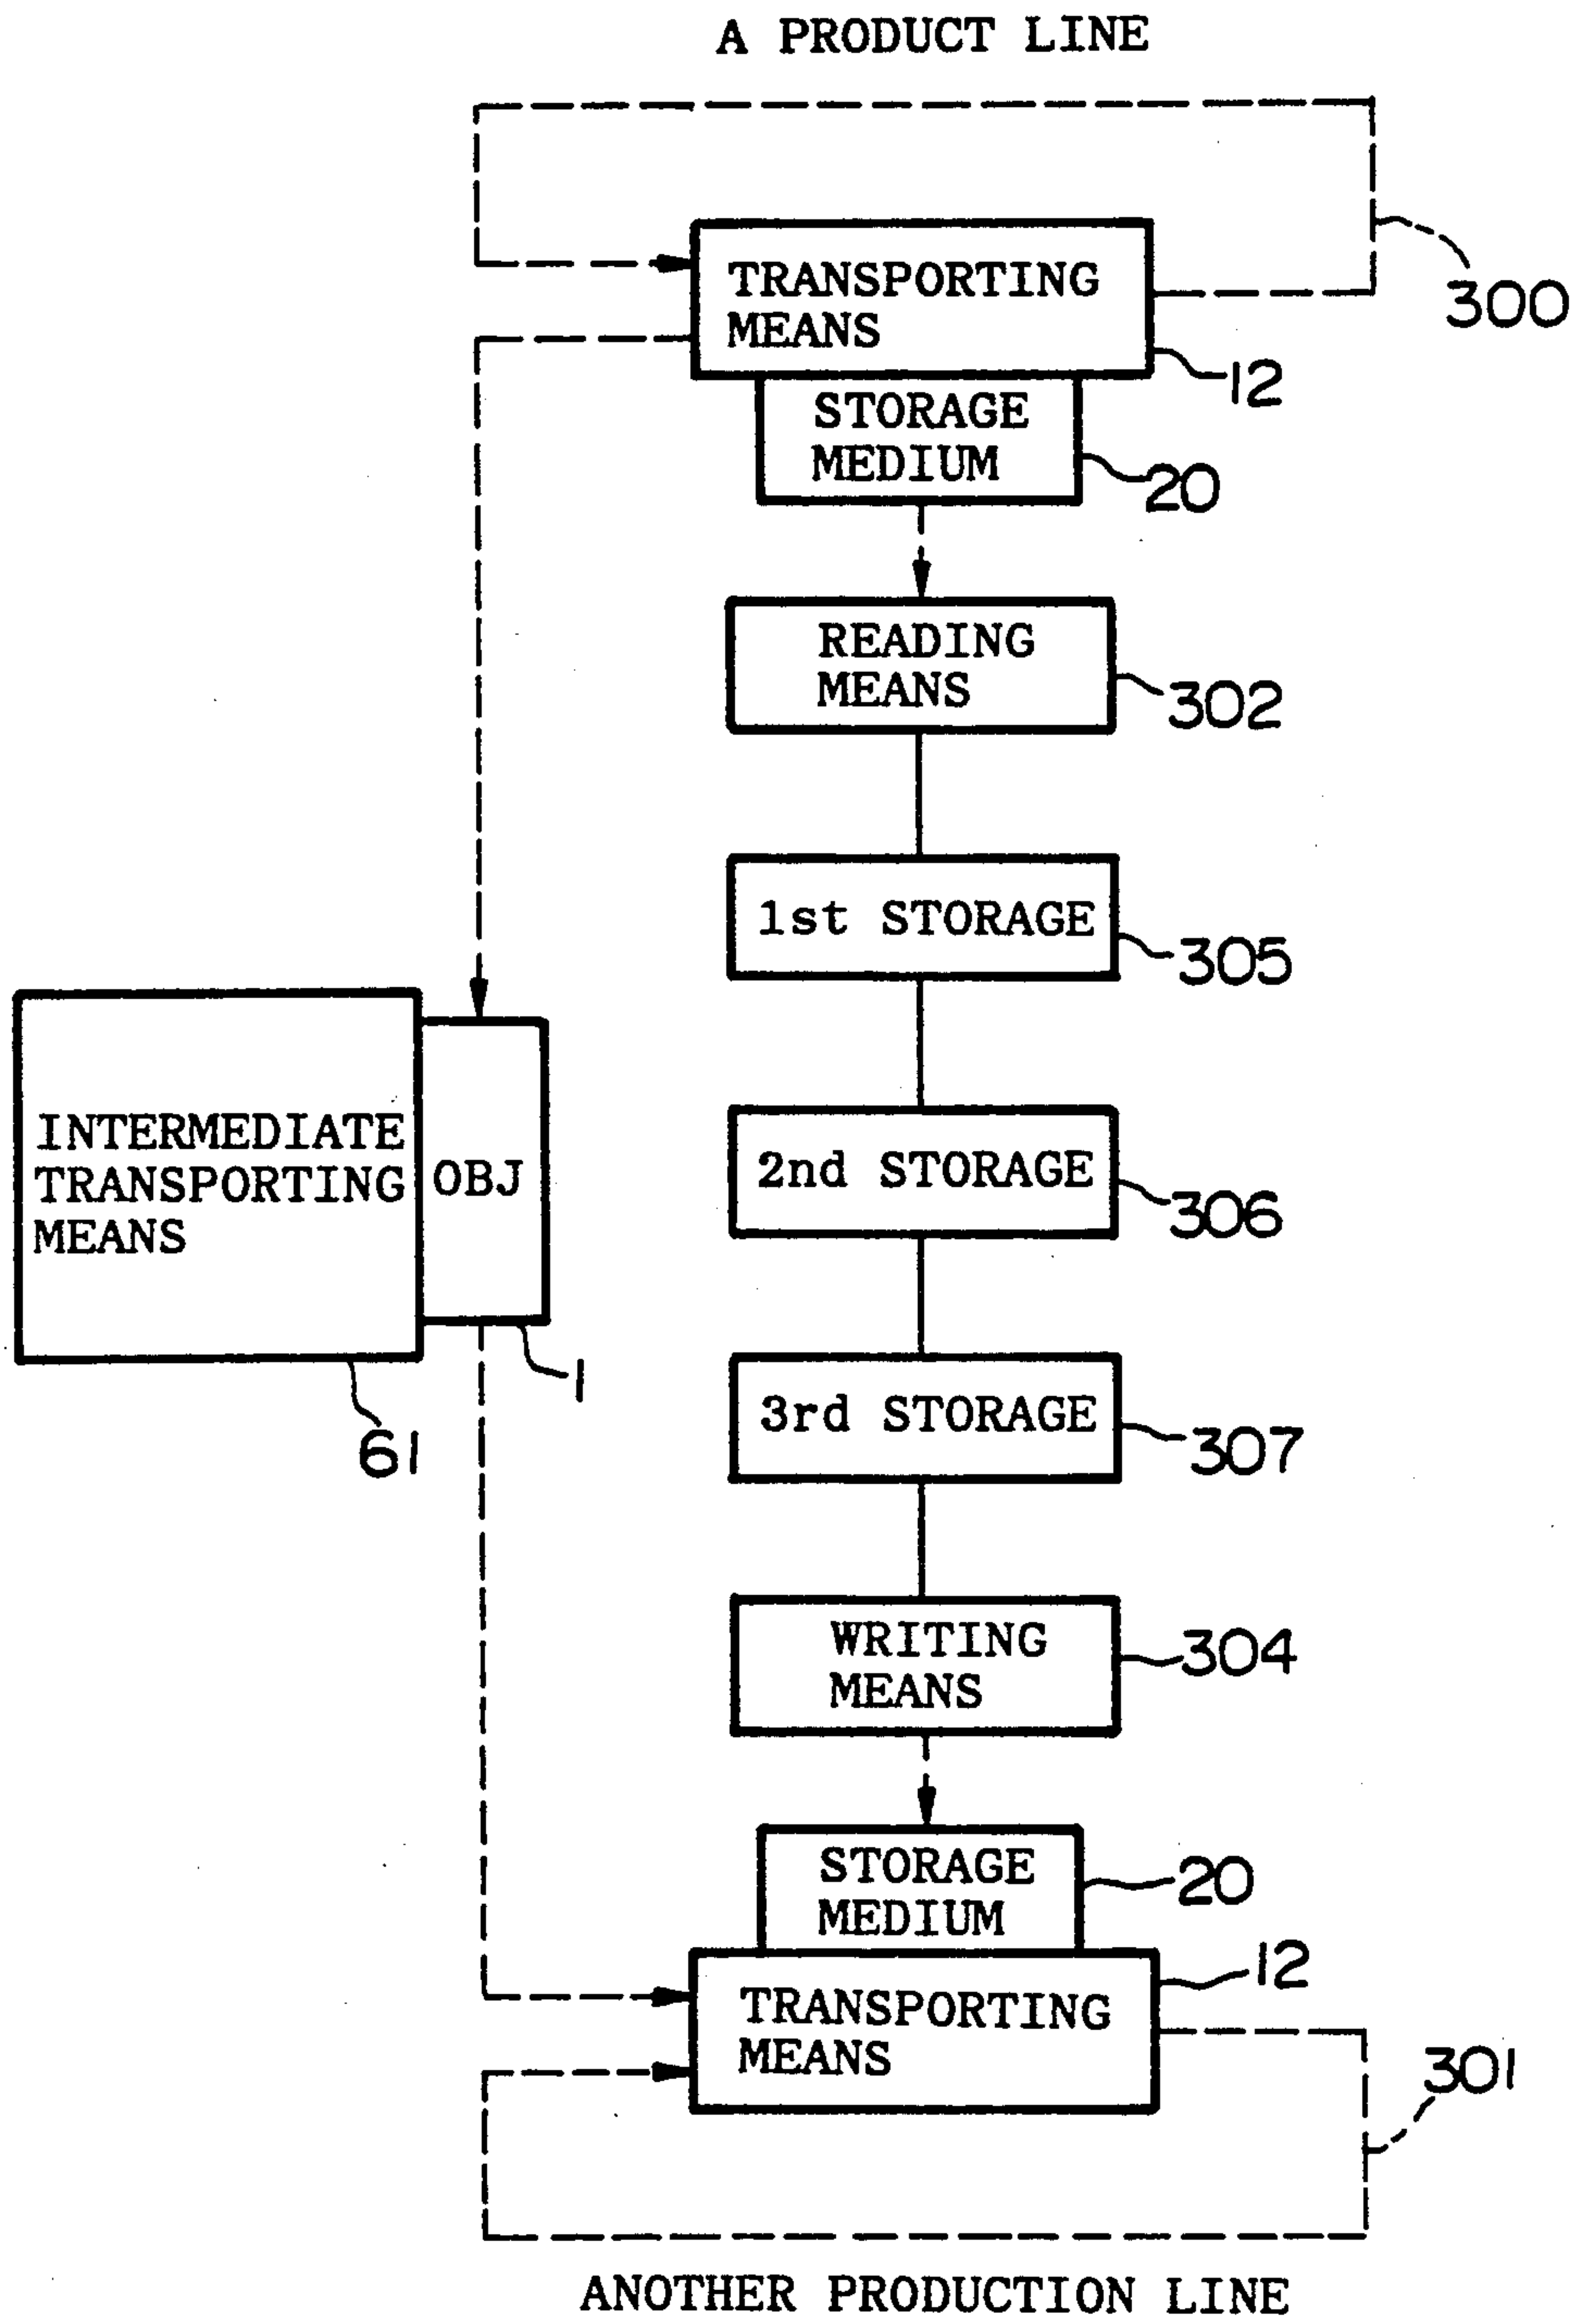 A PRODUCT LINE
300
TRANSPORTING
MEANS
12
STORAGE
MEDIUM
20
READING
MEANS
302
1st STORAGE
305
INTERMEDIATE
TRANSPORTING
MEANS
OBJ
2nd STORAGE
306
1
61
3rd STORAGE
307
WRITING
MEANS
304
STORAGE
MEDIUM
20
12
TRANSPORTING
MEANS
301
ANOTHER PRODUCTION LINE